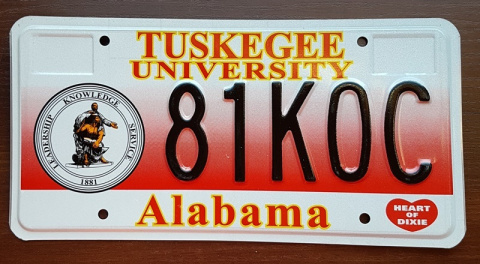 TUSKEGEE
UNIVERSITY
LEADERSHIP KNOWLEDGE SERVICE
1881
81K0C
Alabama
HEART
OF
DIXIE